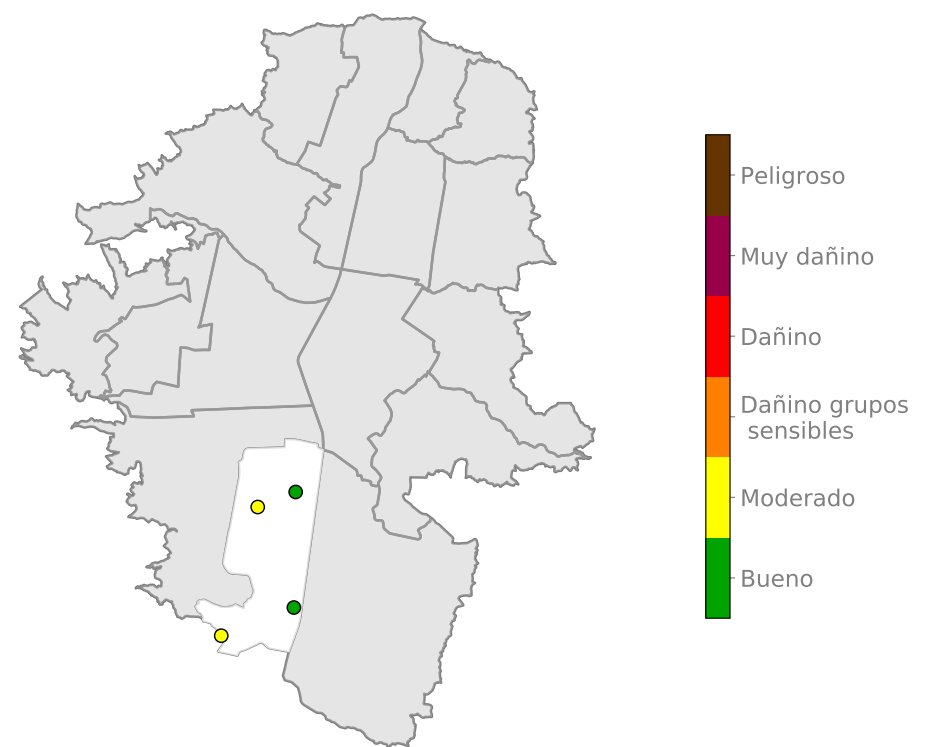 Peligroso
Muy dañino
Dañino
Dañino grupos
sensibles
Moderado
Bueno